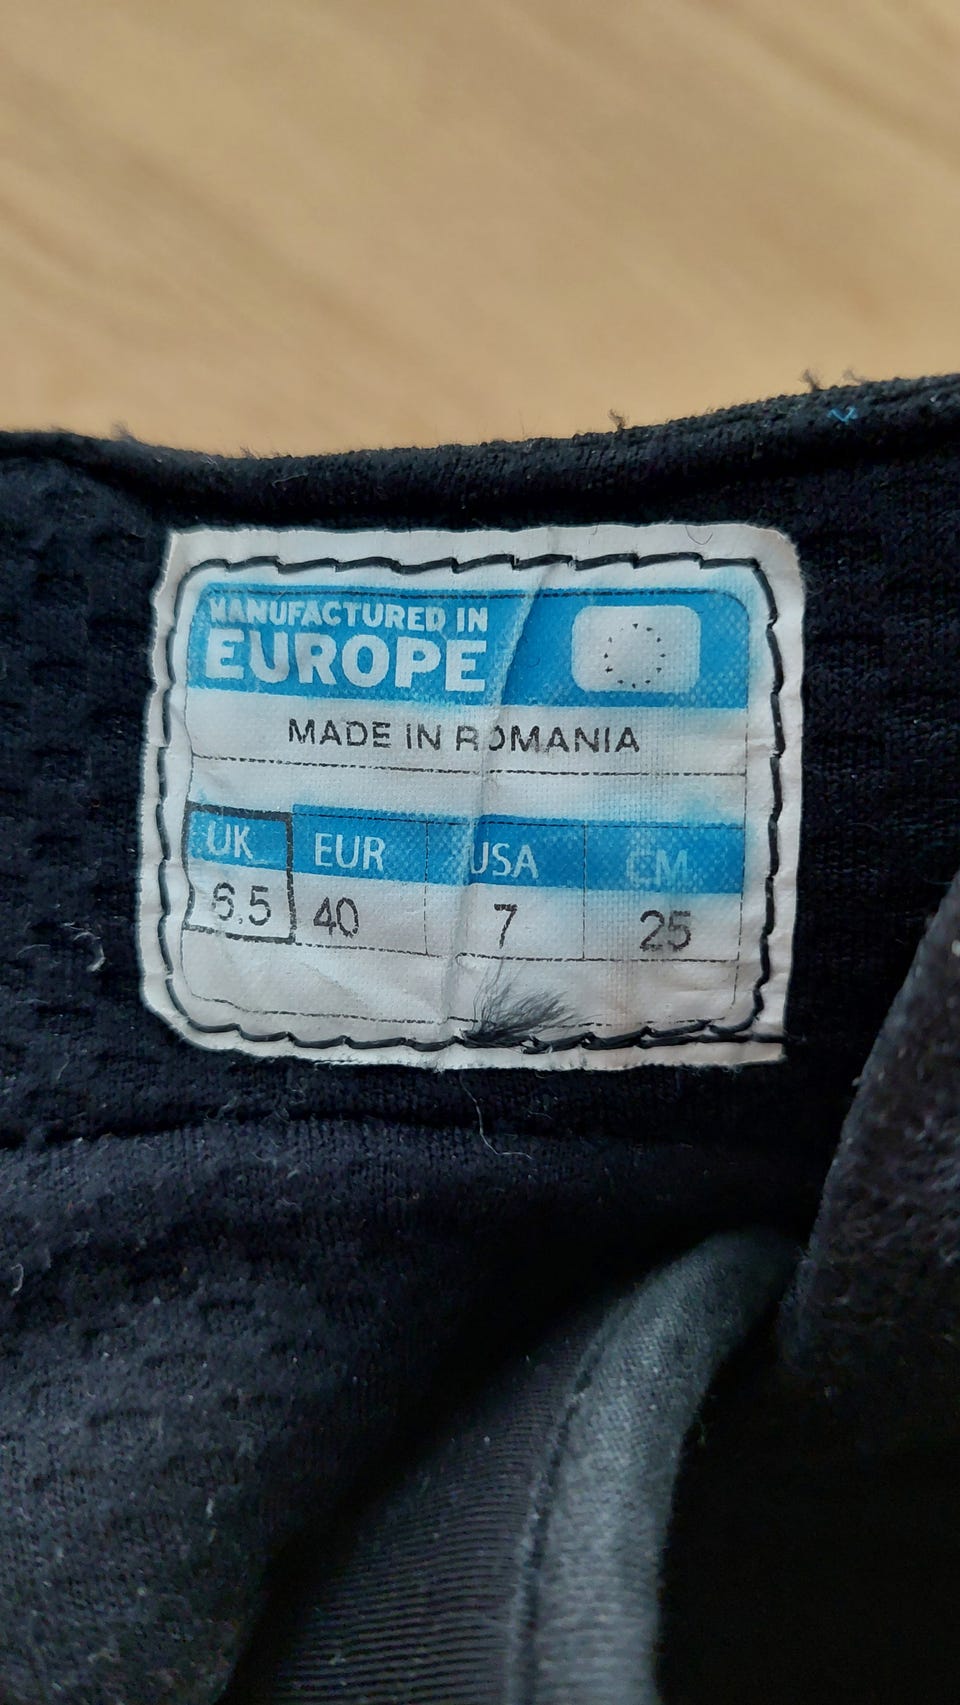 MANUFACTURED IN
EUROPE
MADE IN ROMANIA
UK EUR USA CM
6.5 40 7 25